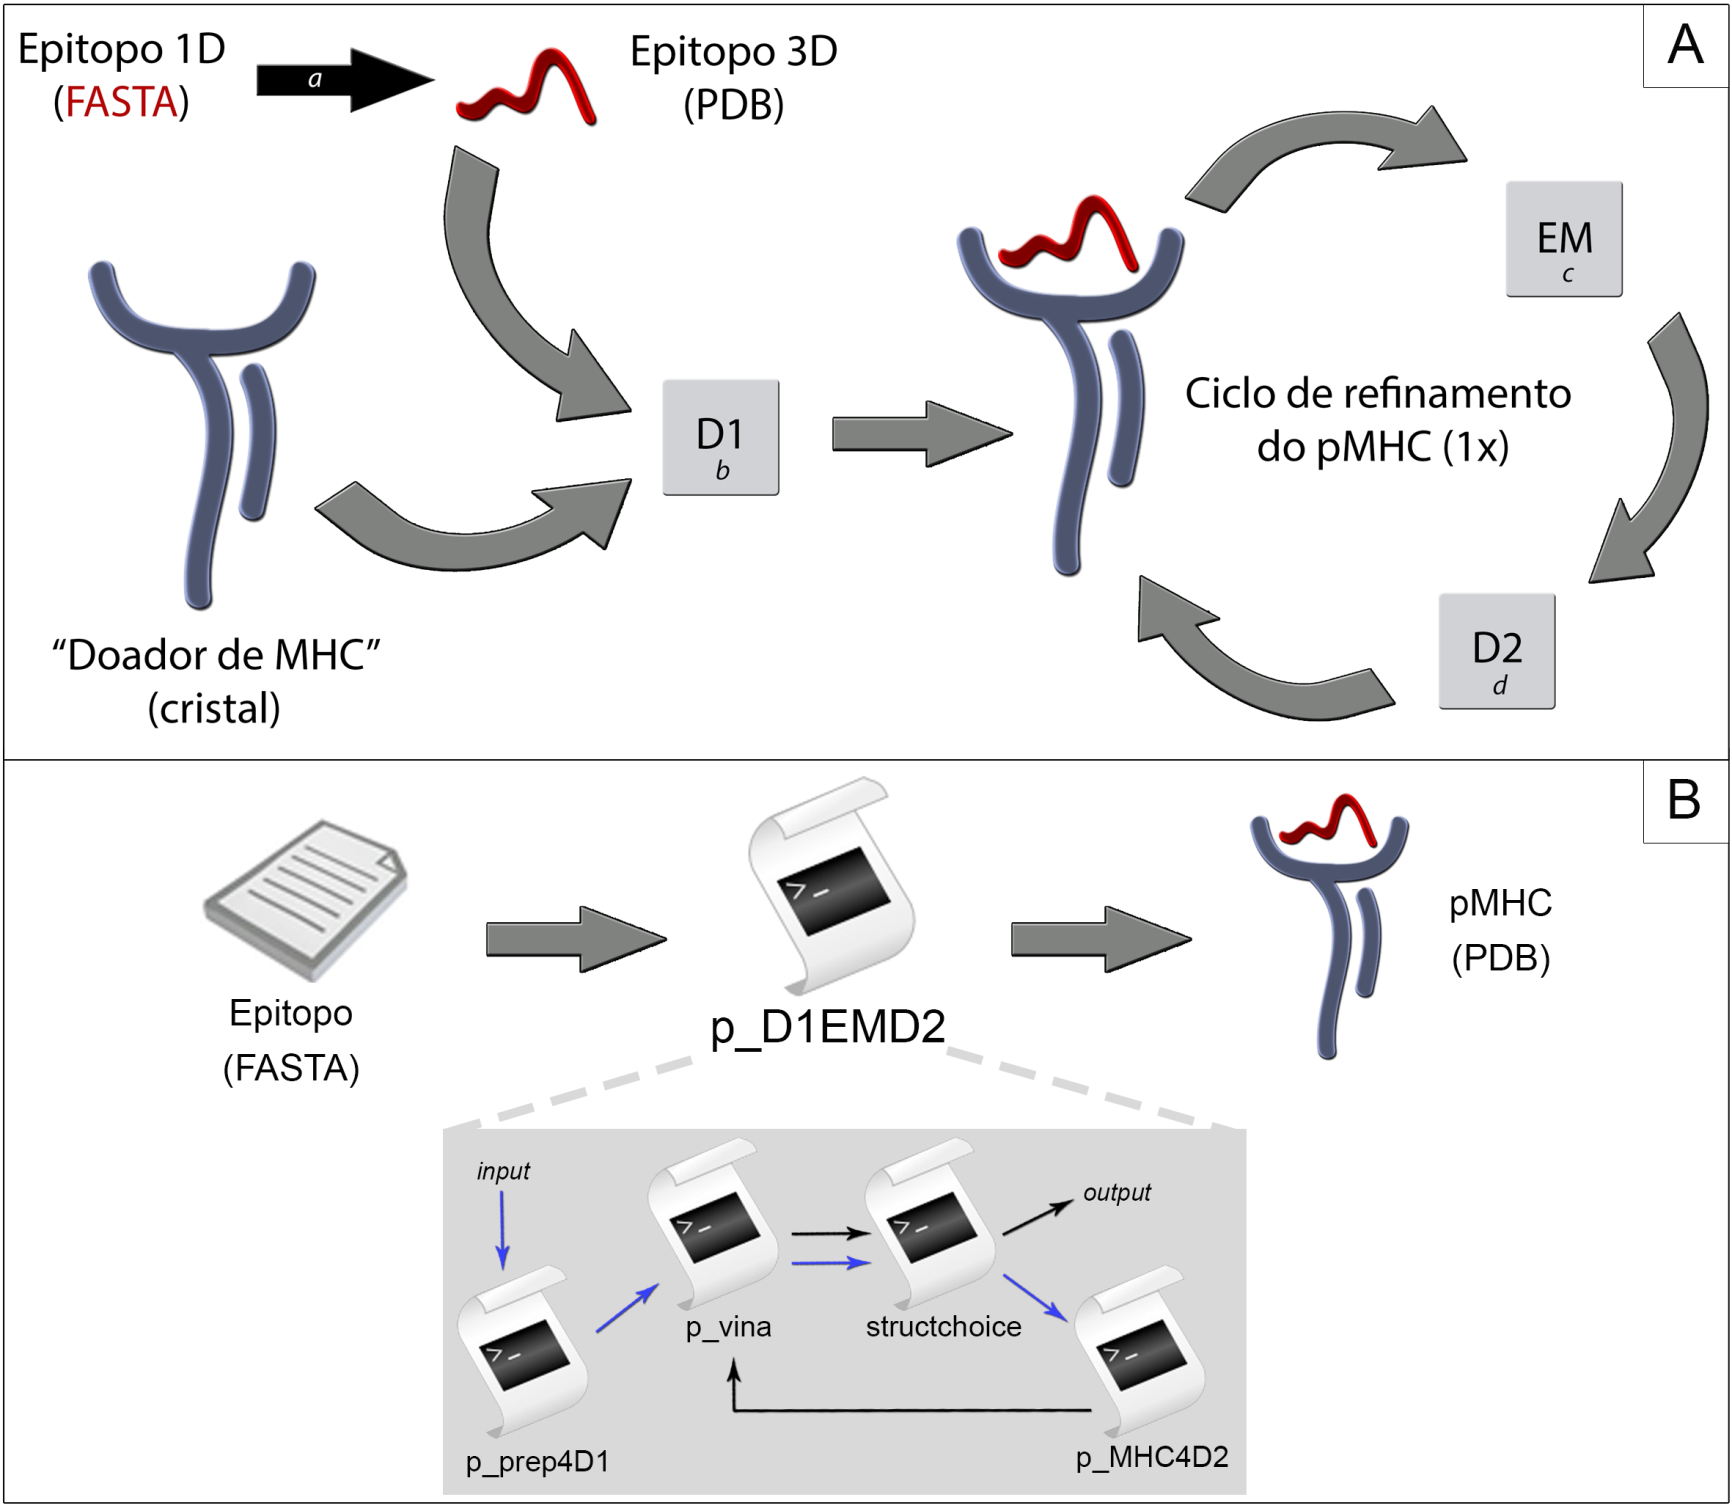 A
Epitopo 1D
(FASTA)
a
Epitopo 3D
(PDB)
EM
c
D1
b
Ciclo de refinamento
do pMHC (1x)
D2
d
“Doador de MHC”
(cristal)
B
>_
pMHC
(PDB)
Epitopo
(FASTA)
p_D1EMD2
input
>_
>_
output
p_vina
structchoice
>_
>_
p_prep4D1
p_MHC4D2